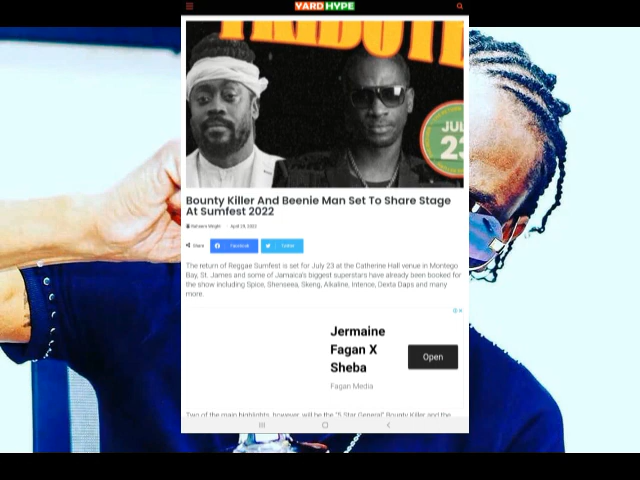 YARD HYPE
TRIBUTE
JUL
23
Bounty Killer And Beenie Man Set To Share Stage
At Sumfest 2022
April 29, 2022
Share
Facebook
Twitter
The return of Reggae Sumfest is set for July 23 at the Catherine Hall venue in Montego
Bay, St. James and some of Jamaica's biggest superstars have already been booked for
the show including Spice, Shenseea, Skeng, Alkaline, Intence, Dexta Daps and many
more.
Jermaine
Fagan X
Sheba
Open
Fagan Media
Two of the main highlights, however, will be the "5 Star General" Bounty Killer and the